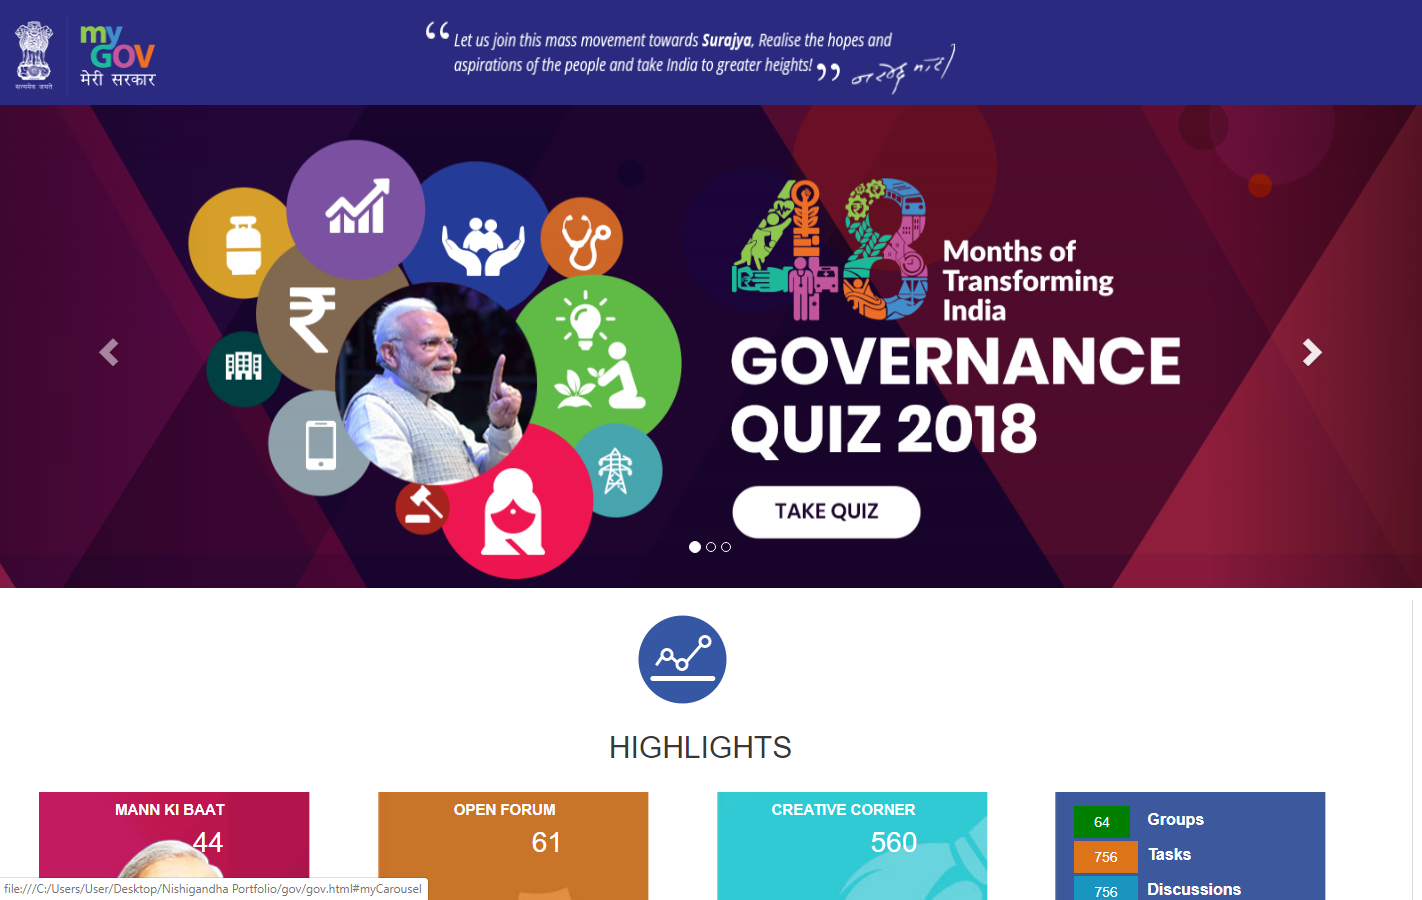 my
GOV
मेरी सरकार
सत्यमेव जयते
“ Let us join this mass movement towards Surajya, Realise the hopes and
aspirations of the people and take India to greater heights! ”
48
Months of
Transforming
India
GOVERNANCE
QUIZ 2018
TAKE QUIZ
HIGHLIGHTS
MANN KI BAAT
44
OPEN FORUM
61
CREATIVE CORNER
560
64 Groups
756 Tasks
756 Discussions
file:///C:/Users/User/Desktop/Nishigandha Portfolio/gov/gov.html#myCarousel